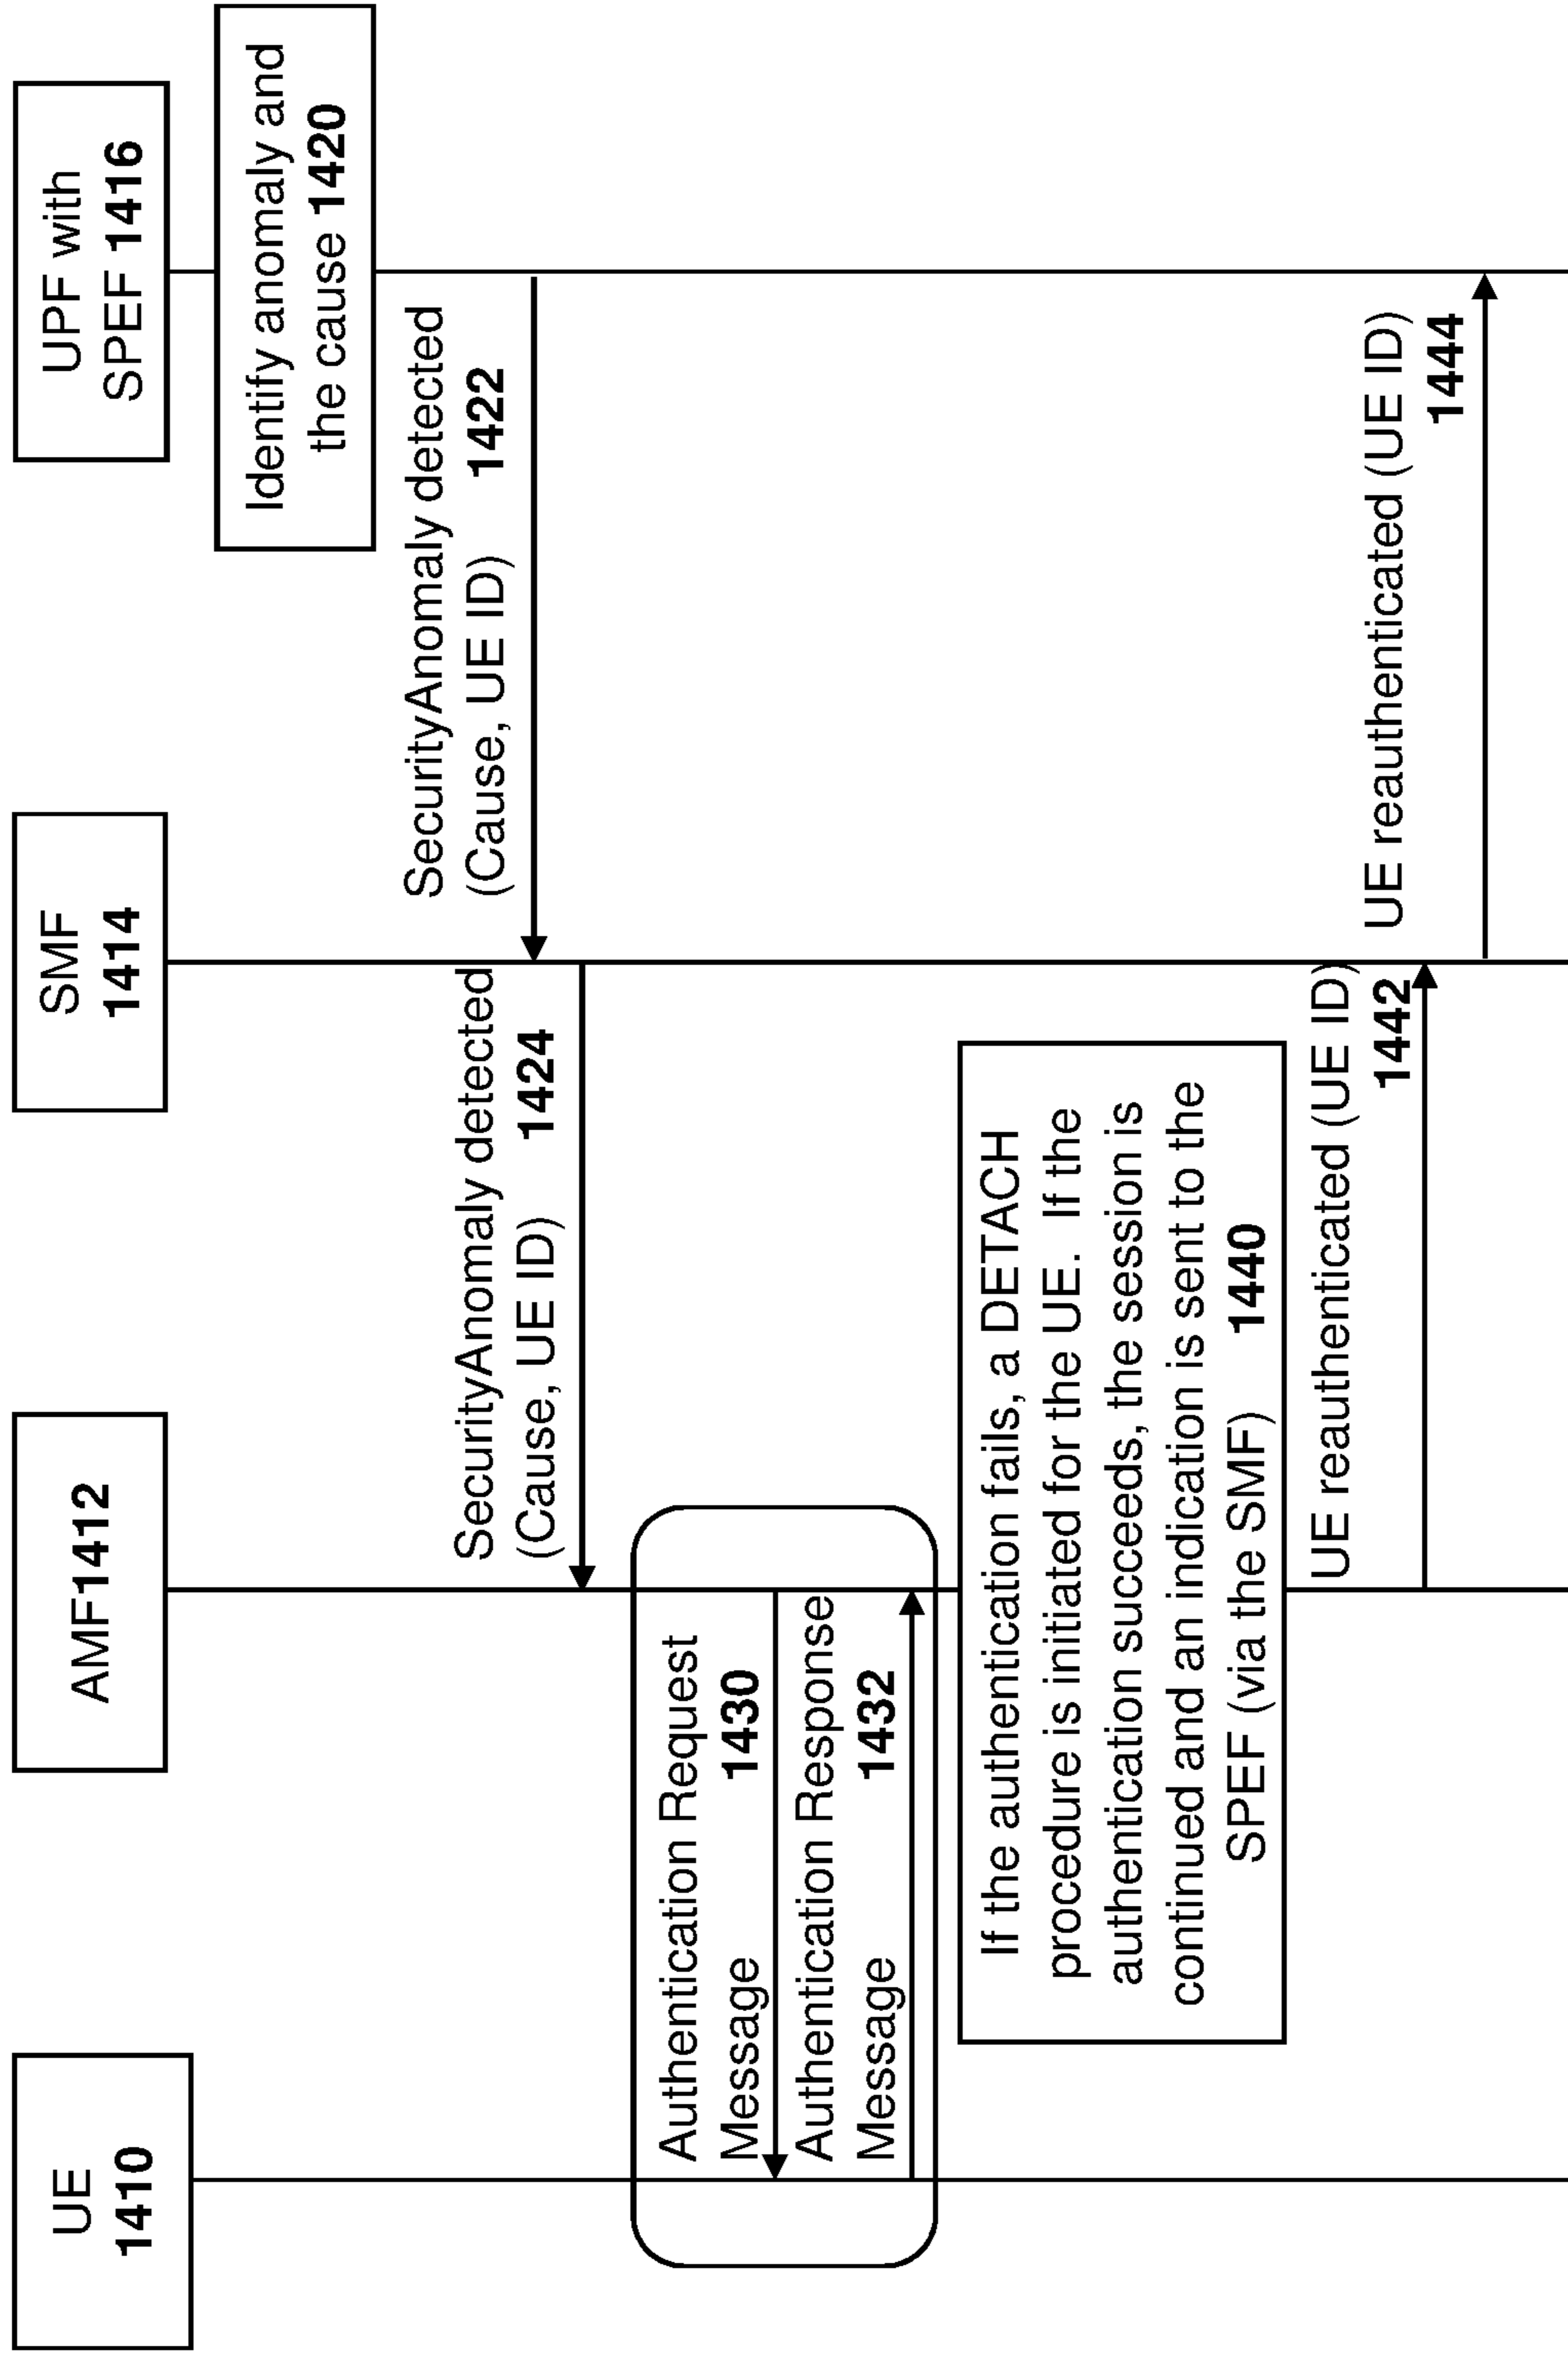 UE
1410
AMF1412
SMF
1414
UPF with
SPEF 1416
Identify anomaly and
the cause 1420
SecurityAnomaly detected
(Cause, UE ID) 1422
SecurityAnomaly detected
(Cause, UE ID) 1424
Authentication Request
Message 1430
Authentication Response
Message 1432
If the authentication fails, a DETACH
procedure is initiated for the UE. If the
authentication succeeds, the session is
continued and an indication is sent to the
SPEF (via the SMF) 1440
UE reauthenticated (UE ID)
1442
UE reauthenticated (UE ID)
1444